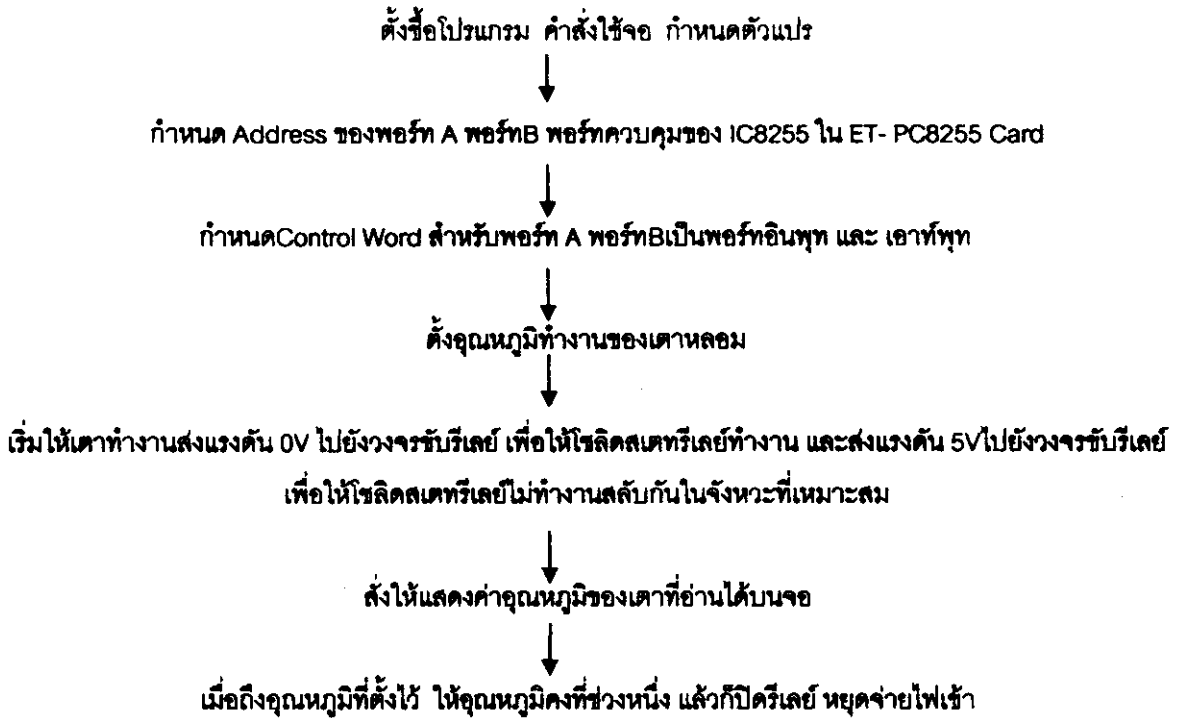 ตั้งชื่อโปรแกรม คำสั่งใช้จอ กำหนดตัวแปร
กำหนด Address ของพอร์ท A พอร์ทB พอร์ทควบคุมของ IC8255 ใน ET- PC8255 Card
กำหนดControl Word สำหรับพอร์ท A พอร์ทBเป็นพอร์ทอินพุท และ เอาท์พุท
ตั้งอุณหภูมิทำงานของเตาหลอม
เริ่มให้เตาทำงานส่งแรงดัน 0V ไปยังวงจรขับรีเลย์ เพื่อให้โซลิดสเตทรีเลย์ทำงาน และส่งแรงดัน 5Vไปยังวงจรขับรีเลย์
เพื่อให้โซลิดสเตทรีเลย์ไม่ทำงานสลับกันในจังหวะที่เหมาะสม
สั่งให้แสดงค่าอุณหภูมิของเตาที่อ่านได้บนจอ
เมื่อถึงอุณหภูมิที่ตั้งไว้ ให้อุณหภูมิคงที่ช่วงหนึ่ง แล้วก็ปิดรีเลย์ หยุดจ่ายไฟเข้า